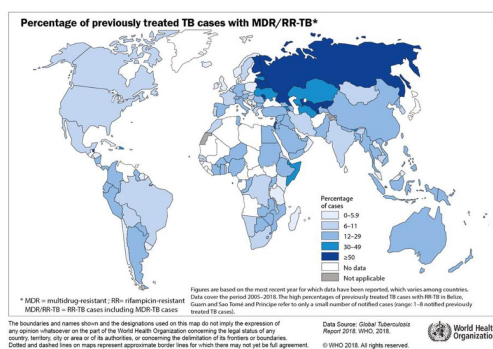 Percentage of previously treated TB cases with MDR/RR-TB*
Percentage
of cases
0–5.9
6–11
12–29
30–49
≥50
No data
Not applicable
Figures are based on the most recent year for which data have been reported, which varies among countries.
Data cover the period 2005–2018. The high percentages of previously treated TB cases with RR-TB in Belize,
Guam and Sao Tomé and Principe refer to only a small number of notified cases (range: 1–8 notified previously
treated TB cases).
* MDR = multidrug-resistant ; RR= rifampicin-resistant
MDR/RR-TB = RR-TB cases including MDR-TB cases
The boundaries and names shown and the designations used on this map do not imply the expression of
any opinion whatsoever on the part of the World Health Organization concerning the legal status of any
country, territory, city or area or of its authorities, or concerning the delimitation of its frontiers or boundaries.
Dotted and dashed lines on maps represent approximate border lines for which there may not yet be full agreement.
Data Source: Global Tuberculosis
Report 2018. WHO, 2018.
© WHO 2018. All rights reserved.
World Healt
Organizatio